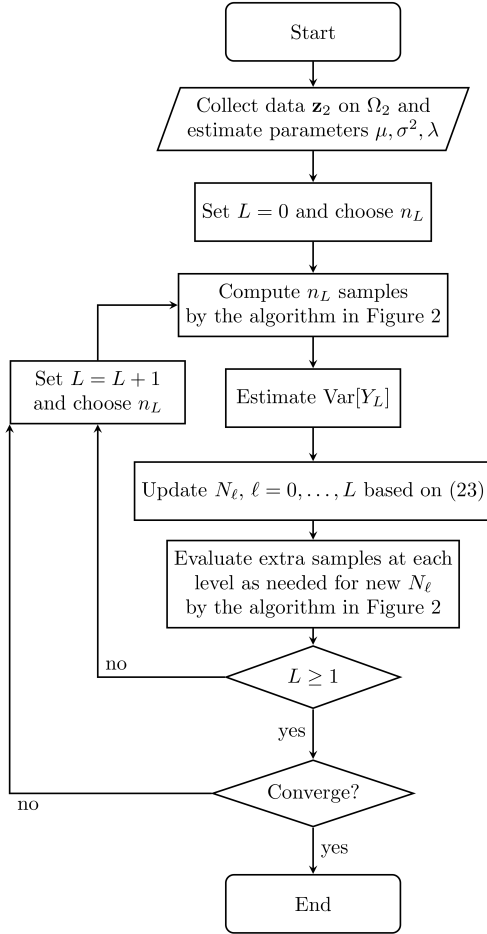 Start
Collect data z₂ on Ω₂ and
estimate parameters μ, σ², λ
Set L = 0 and choose n_L
Compute n_L samples
by the algorithm in Figure 2
Set L = L + 1
and choose n_L
Estimate Var[Y_L]
Update N_ℓ, ℓ = 0, . . . , L based on (23)
Evaluate extra samples at each
level as needed for new N_ℓ
by the algorithm in Figure 2
no
L ≥ 1
yes
Converge?
no
yes
End